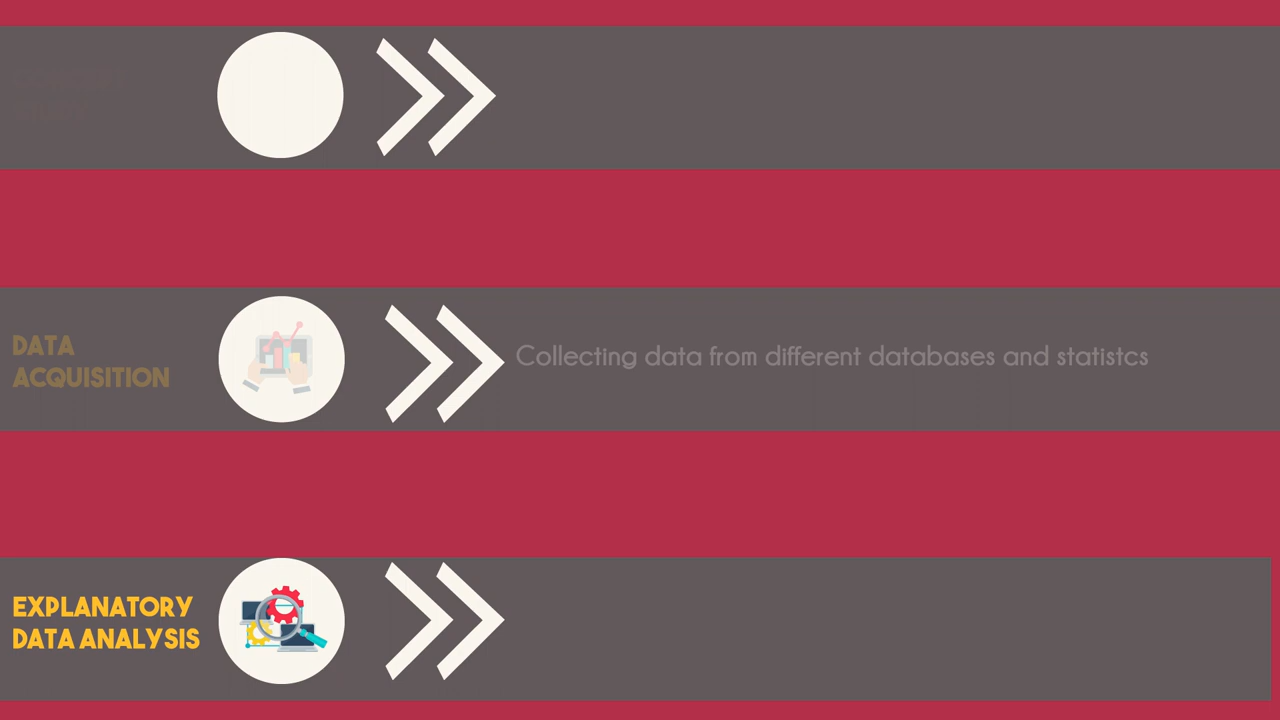 DATA
ACQUISITION
Collecting data from different databases and statistcs
EXPLANATORY
DATA ANALYSIS